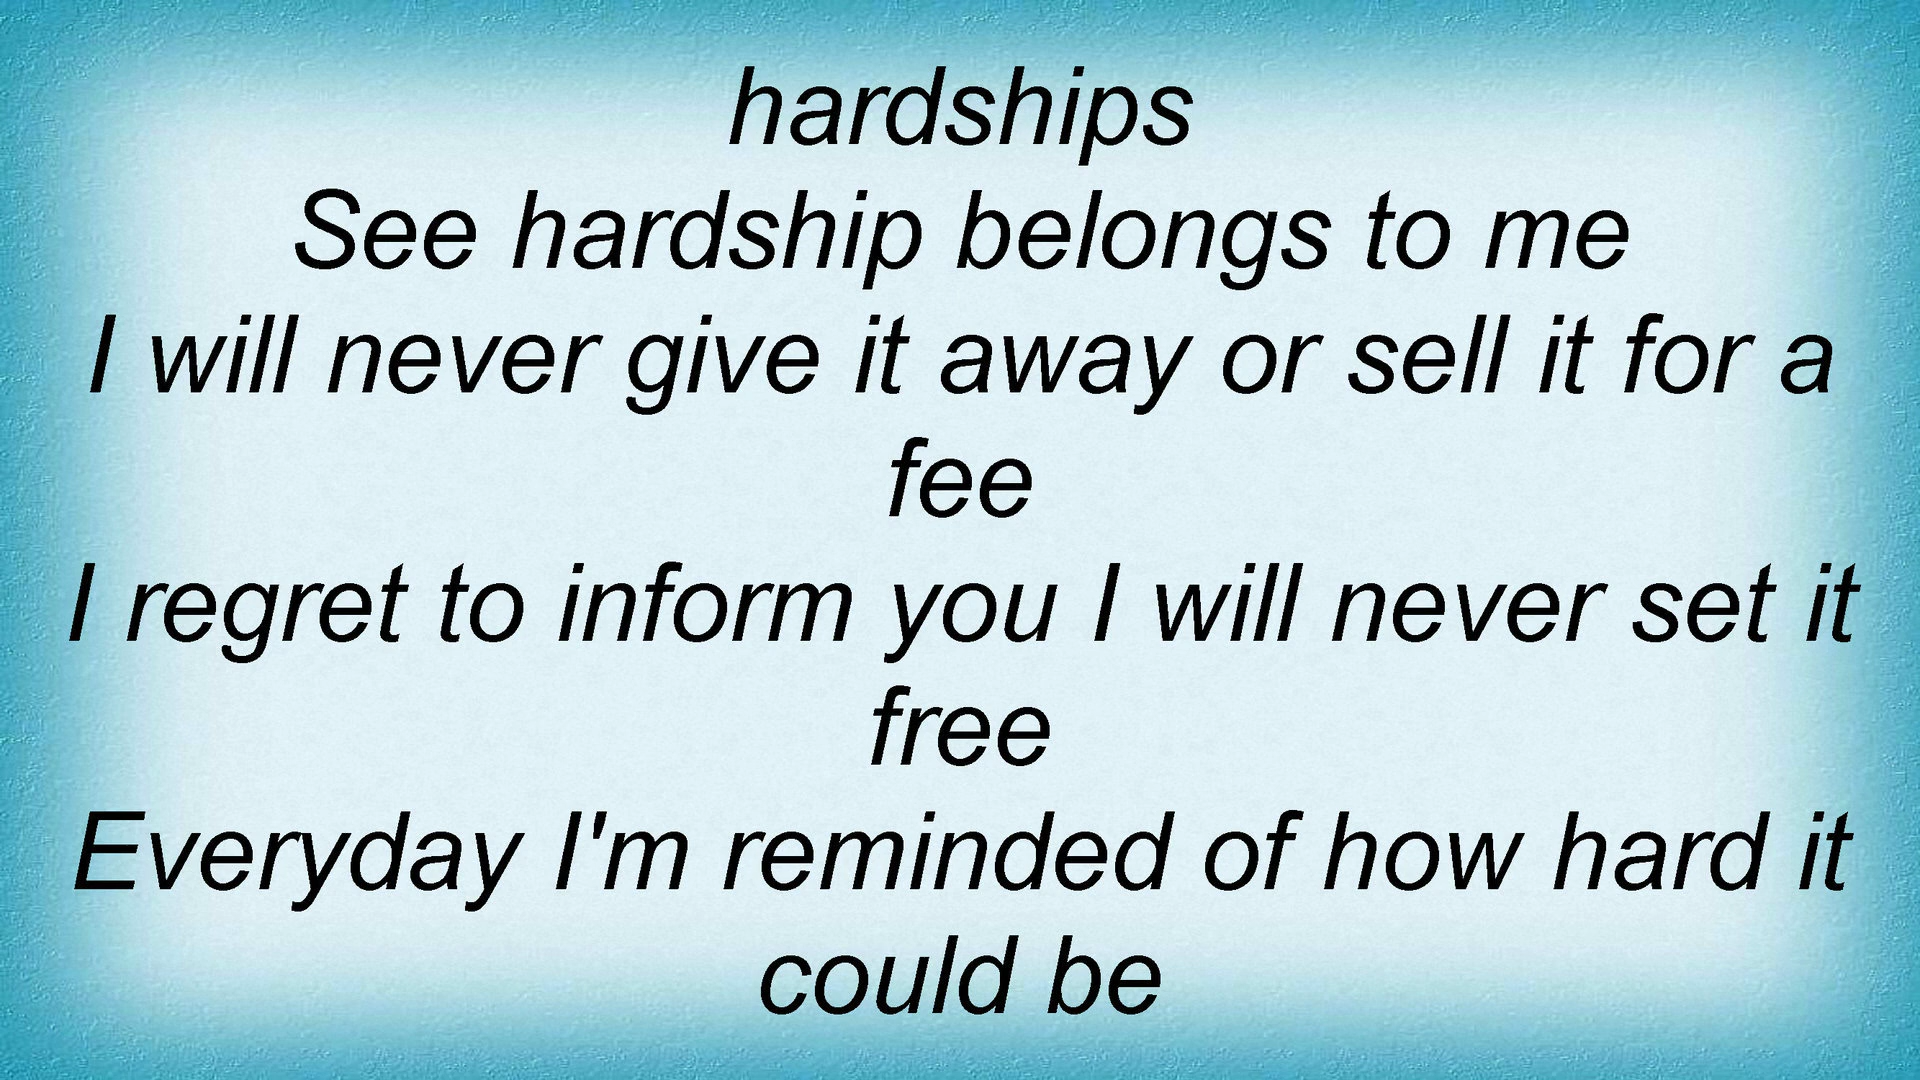 hardships
See hardship belongs to me
I will never give it away or sell it for a
fee
I regret to inform you I will never set it
free
Everyday I'm reminded of how hard it
could be